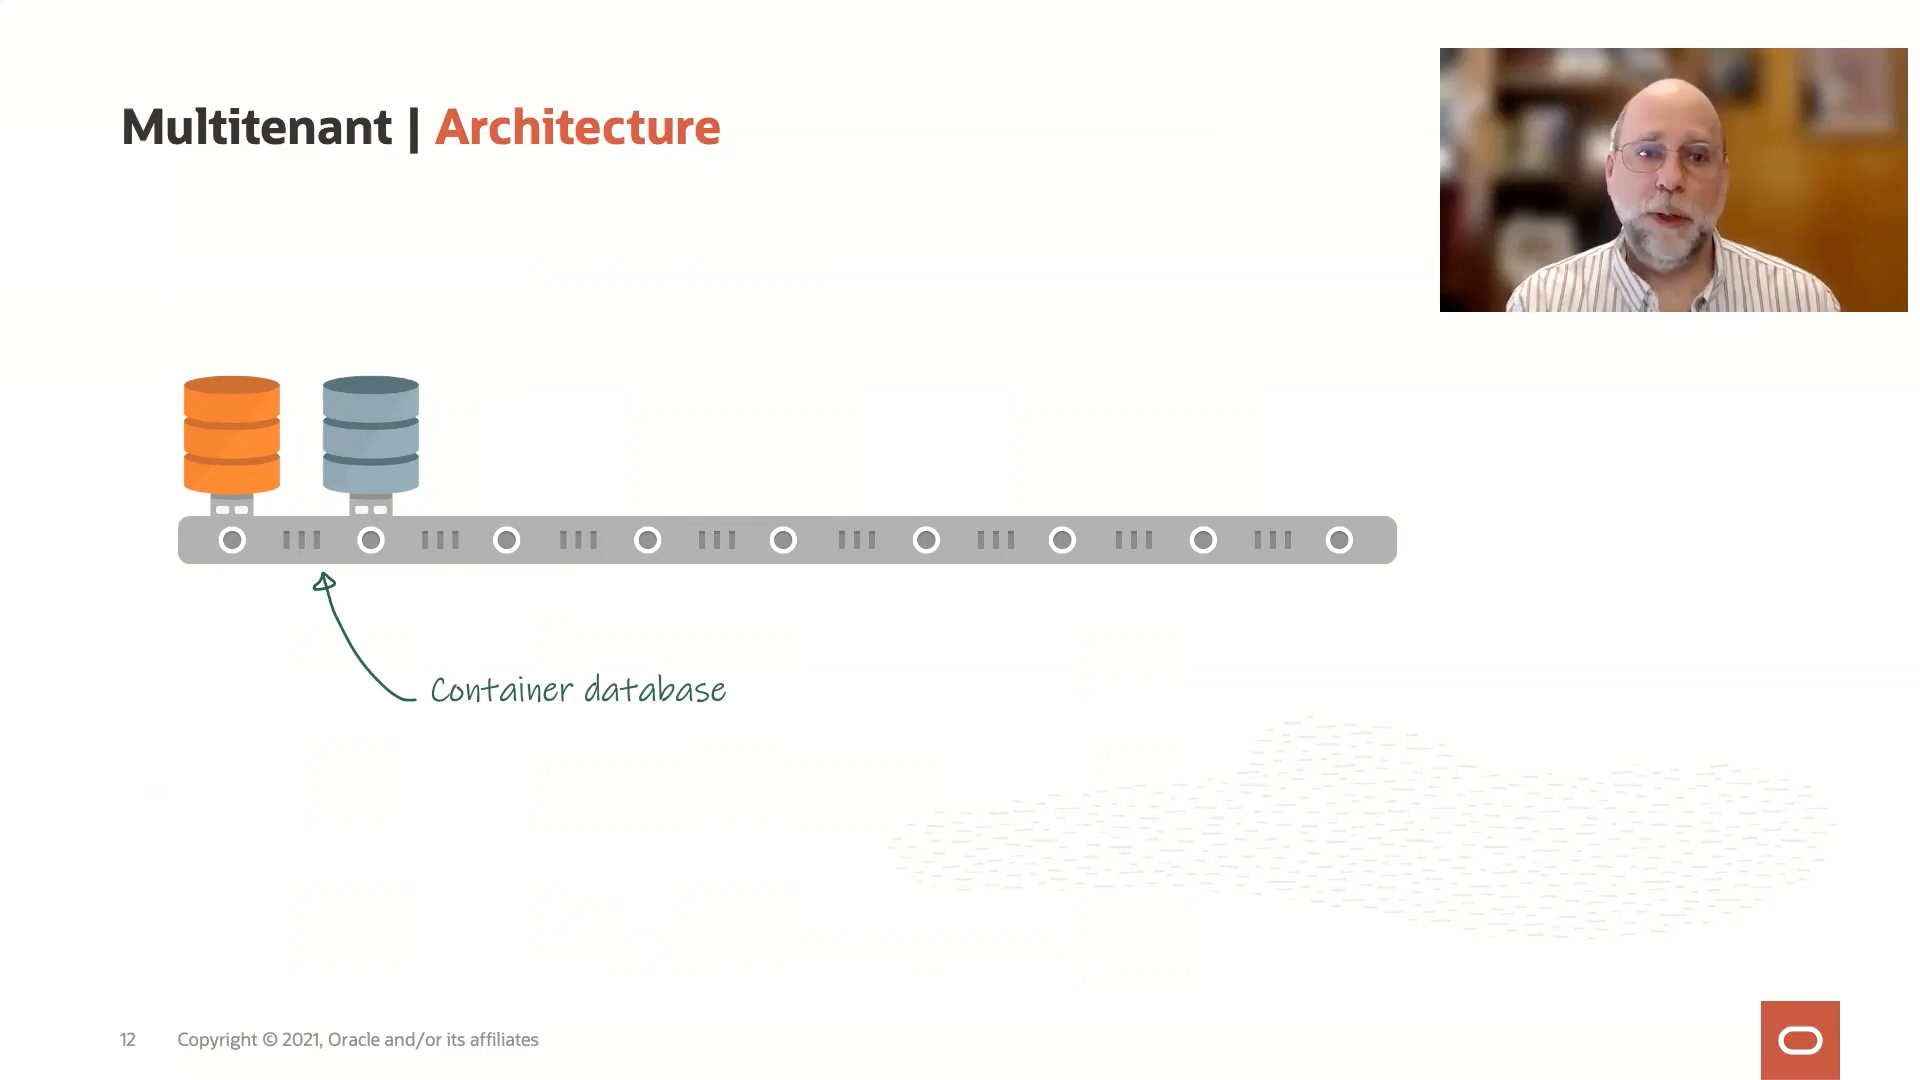 Multitenant | Architecture
Container database
12 Copyright © 2021, Oracle and/or its affiliates